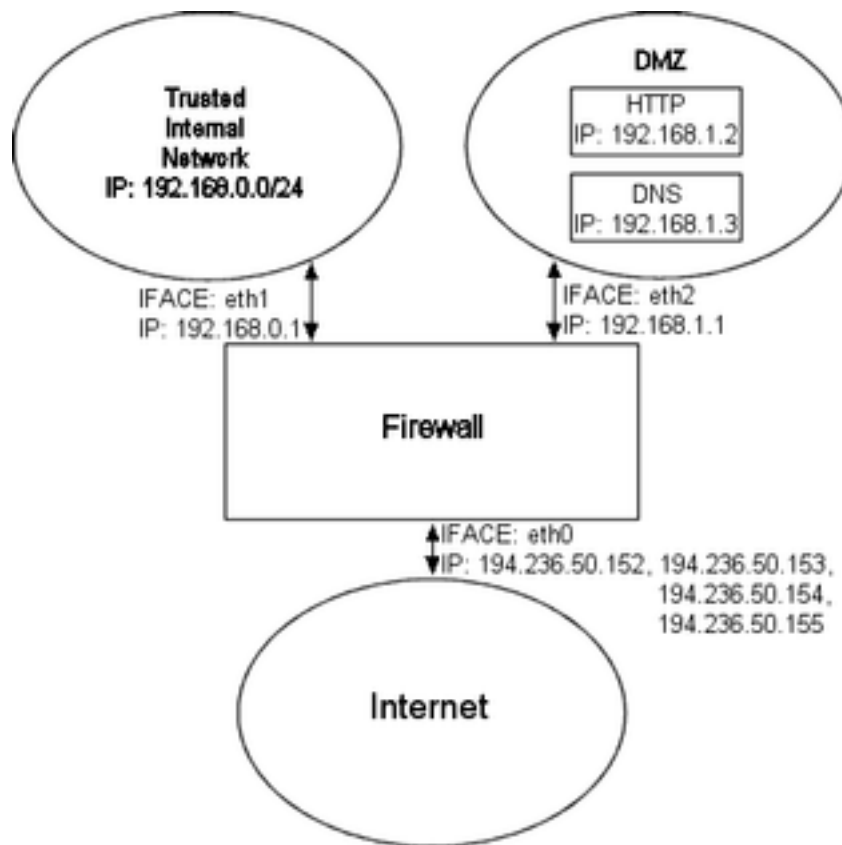 Trusted
Internal
Network
IP: 192.168.0.0/24
DMZ
HTTP
IP: 192.168.1.2
DNS
IP: 192.168.1.3
IFACE: eth1
IP: 192.168.0.1
IFACE: eth2
IP: 192.168.1.1
Firewall
IFACE: eth0
IP: 194.236.50.152, 194.236.50.153,
194.236.50.154,
194.236.50.155
Internet